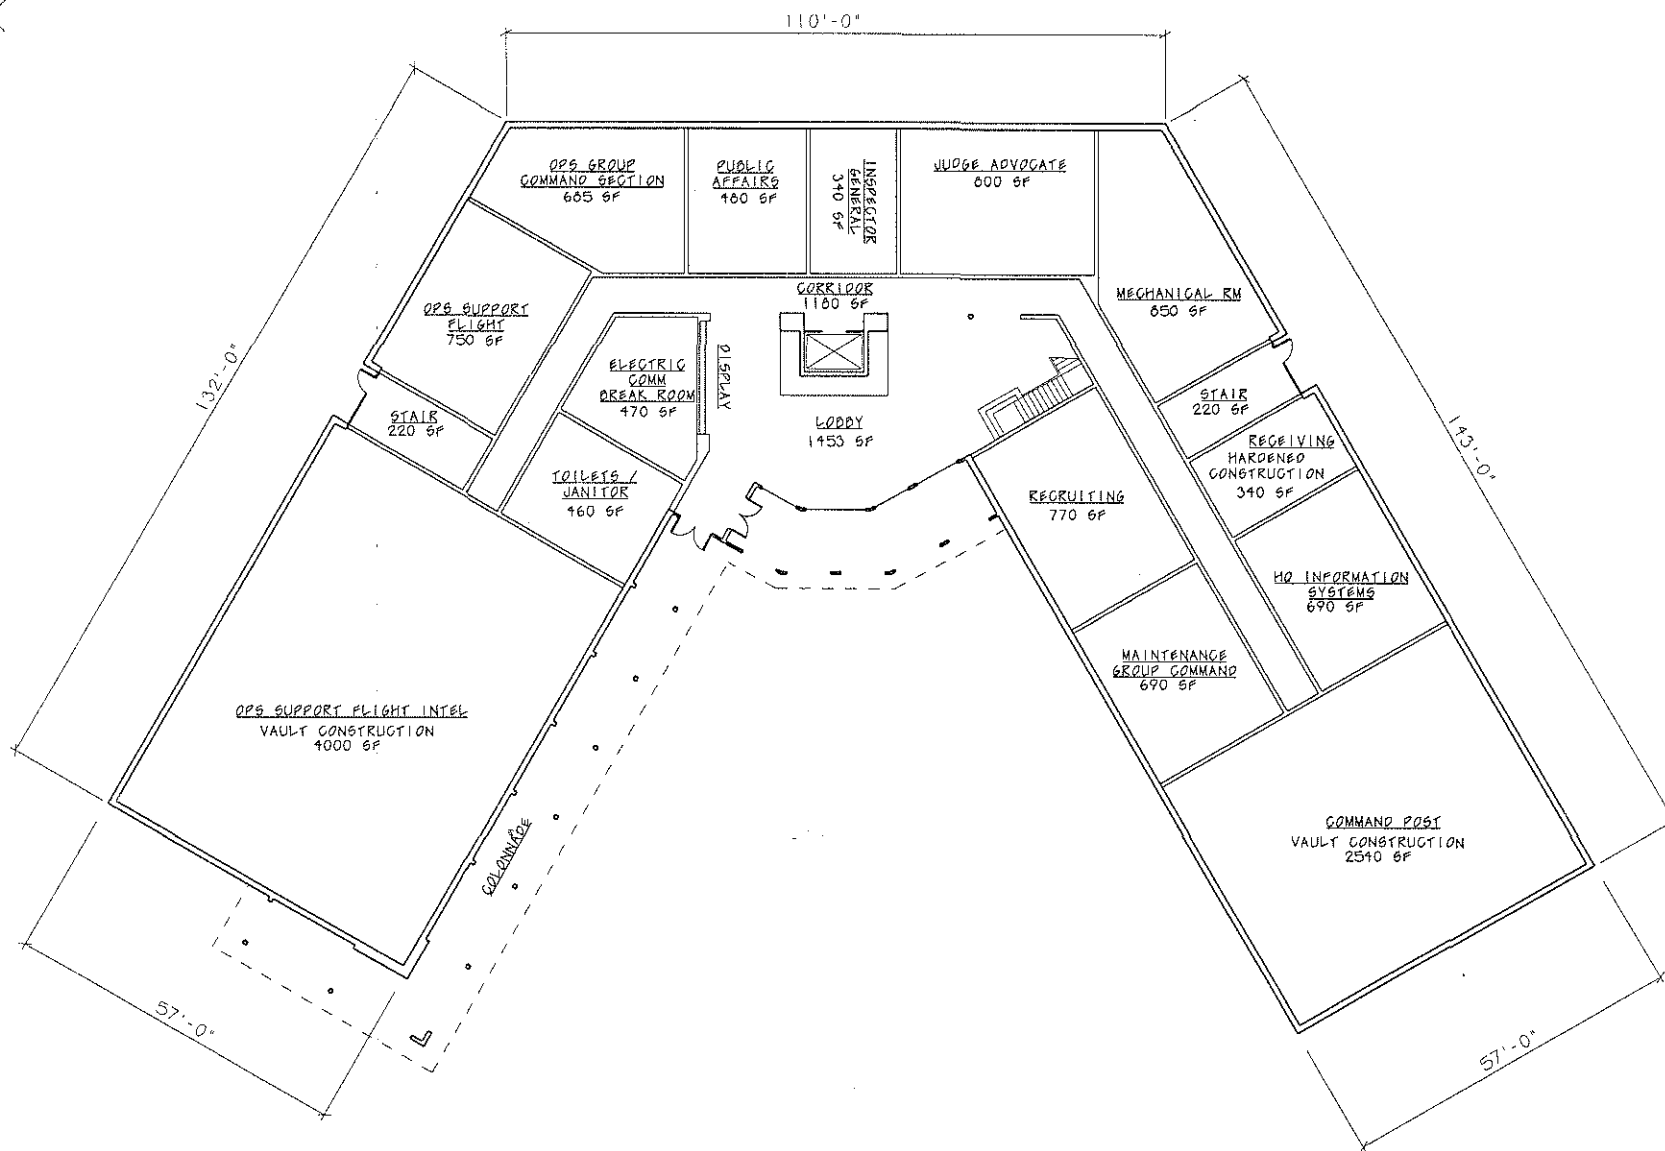 110'-0"
OPS GROUP
COMMAND SECTION
685 SF
PUBLIC
AFFAIRS
480 SF
INSPECTOR
GENERAL
340 SF
JUDGE ADVOCATE
800 SF
OPS SUPPORT
FLIGHT
750 SF
CORRIDOR
1180 SF
MECHANICAL RM
850 SF
132'-0"
ELECTRIC
COMM
BREAK ROOM
470 SF
DISPLAY
STAIR
220 SF
LOBBY
1453 SF
STAIR
220 SF
143'-0"
RECEIVING
HARDENED
CONSTRUCTION
340 SF
TOILETS /
JANITOR
460 SF
RECRUITING
770 SF
HQ INFORMATION
SYSTEMS
690 SF
MAINTENANCE
GROUP COMMAND
690 SF
OPS SUPPORT FLIGHT INTEL
VAULT CONSTRUCTION
4000 SF
COLONNADE
COMMAND POST
VAULT CONSTRUCTION
2540 SF
57'-0"
57'-0"